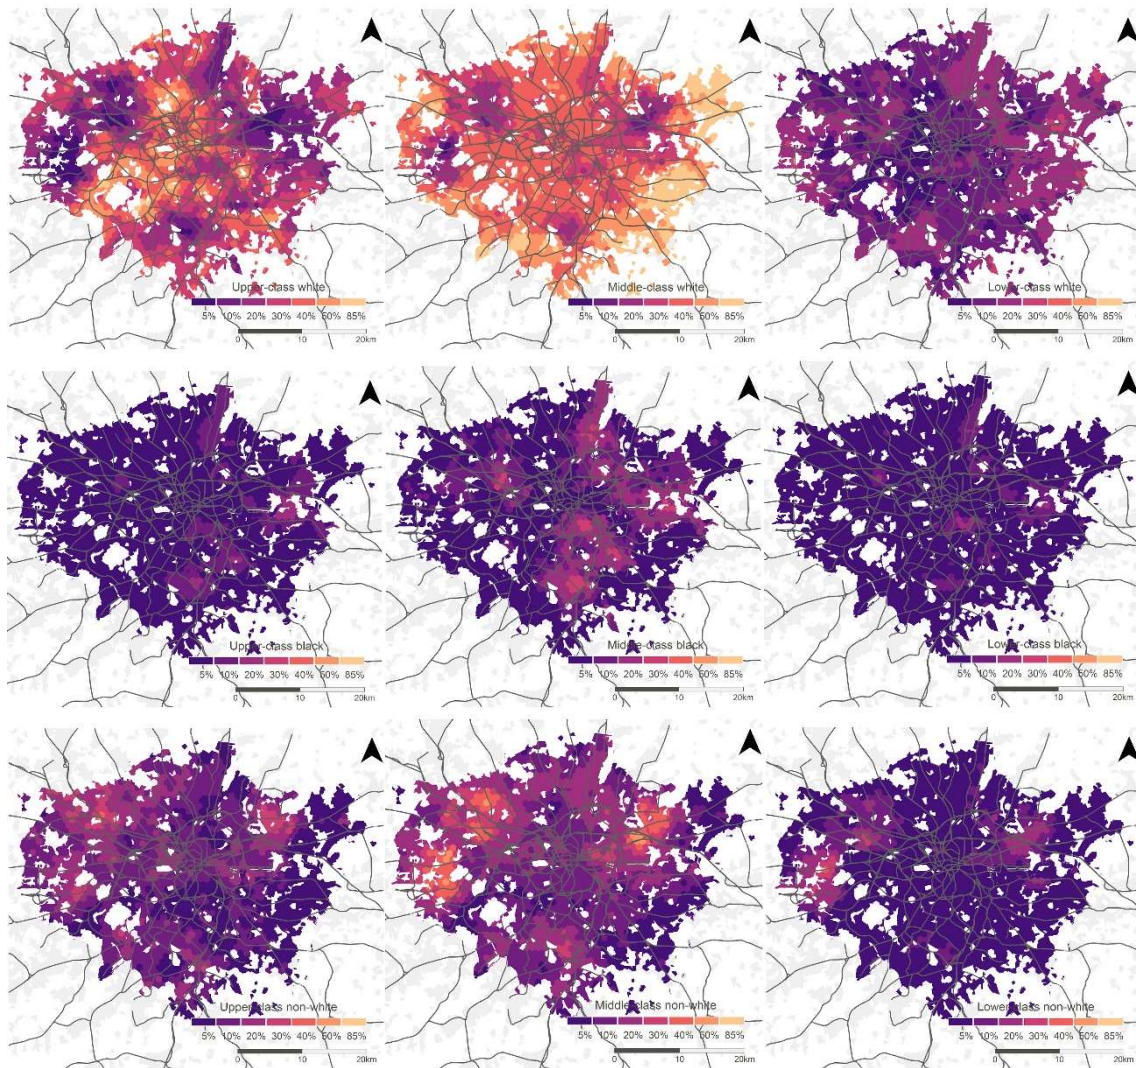 Upper-class white
5% 10% 20% 30% 40% 50% 85%
0 10 20km
Middle-class white
5% 10% 20% 30% 40% 50% 85%
0 10 20km
Lower-class white
5% 10% 20% 30% 40% 50% 85%
0 10 20km
Upper-class black
5% 10% 20% 30% 40% 50% 85%
0 10 20km
Middle-class black
5% 10% 20% 30% 40% 50% 85%
0 10 20km
Lower-class black
5% 10% 20% 30% 40% 50% 85%
0 10 20km
Upper-class non-white
5% 10% 20% 30% 40% 50% 85%
0 10 20km
Middle-class non-white
5% 10% 20% 30% 40% 50% 85%
0 10 20km
Lower-class non-white
5% 10% 20% 30% 40% 50% 85%
0 10 20km